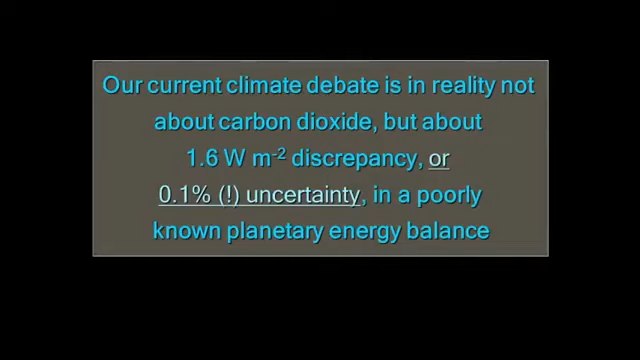 Our current climate debate is in reality not
about carbon dioxide, but about
1.6 W m⁻² discrepancy, or
0.1% (!) uncertainty, in a poorly
known planetary energy balance